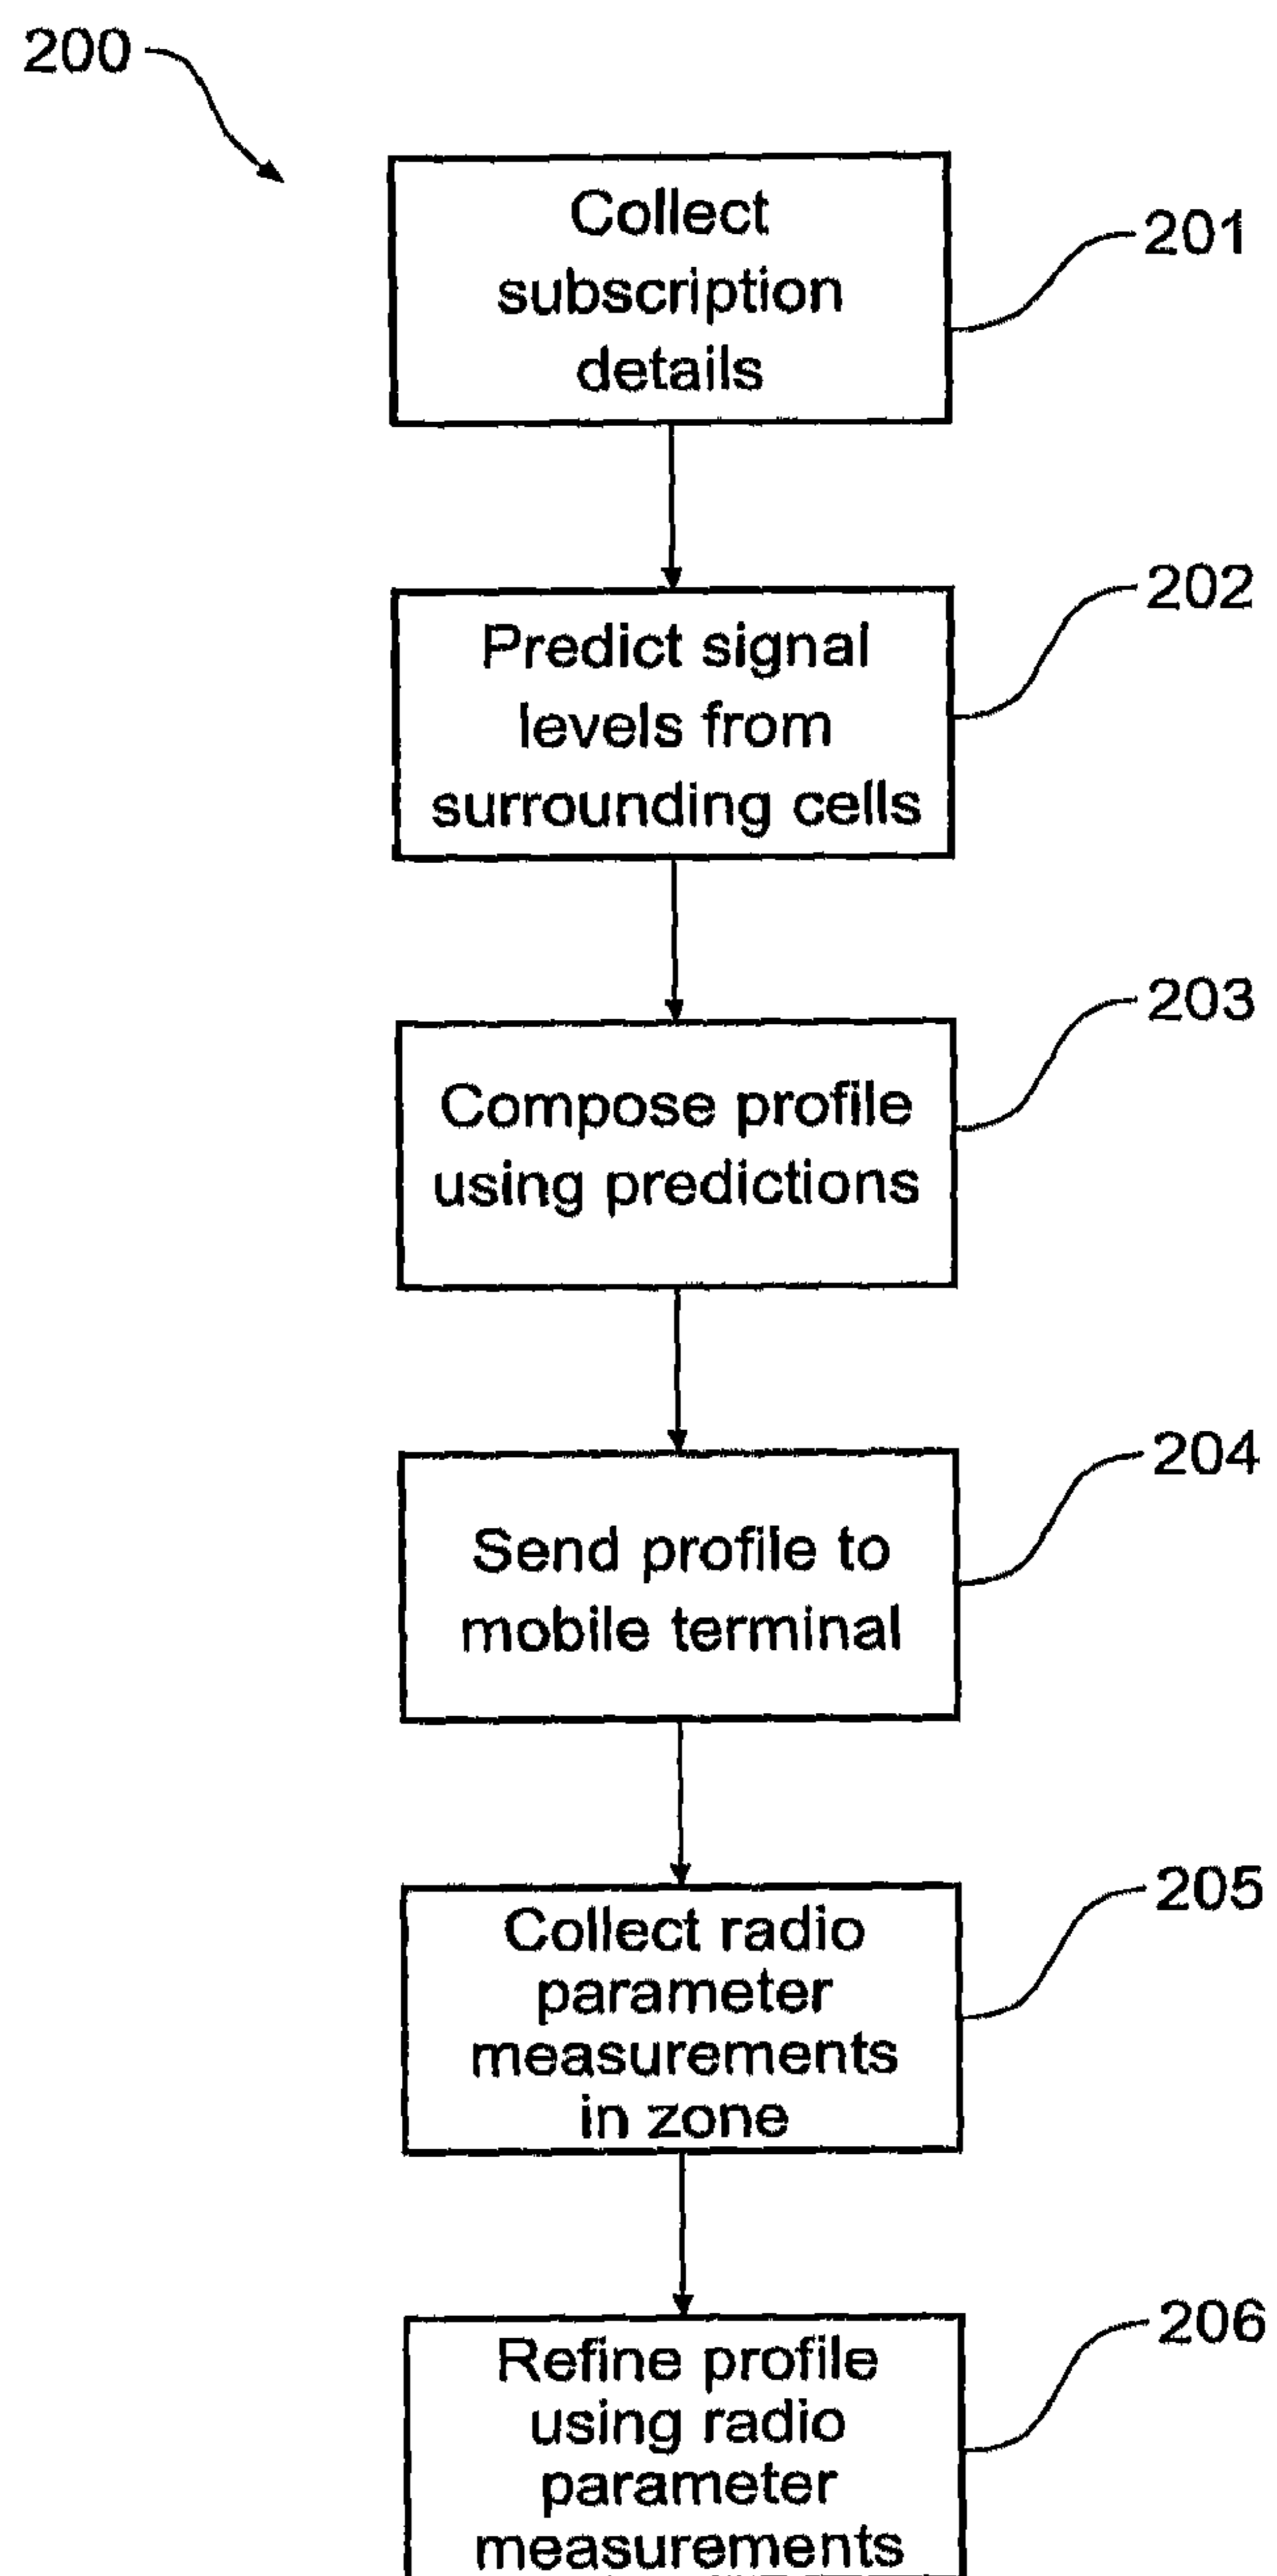 200
Collect
subscription
details
201
Predict signal
levels from
surrounding cells
202
Compose profile
using predictions
203
Send profile to
mobile terminal
204
Collect radio
parameter
measurements
in zone
205
Refine profile
using radio
parameter
measurements
206